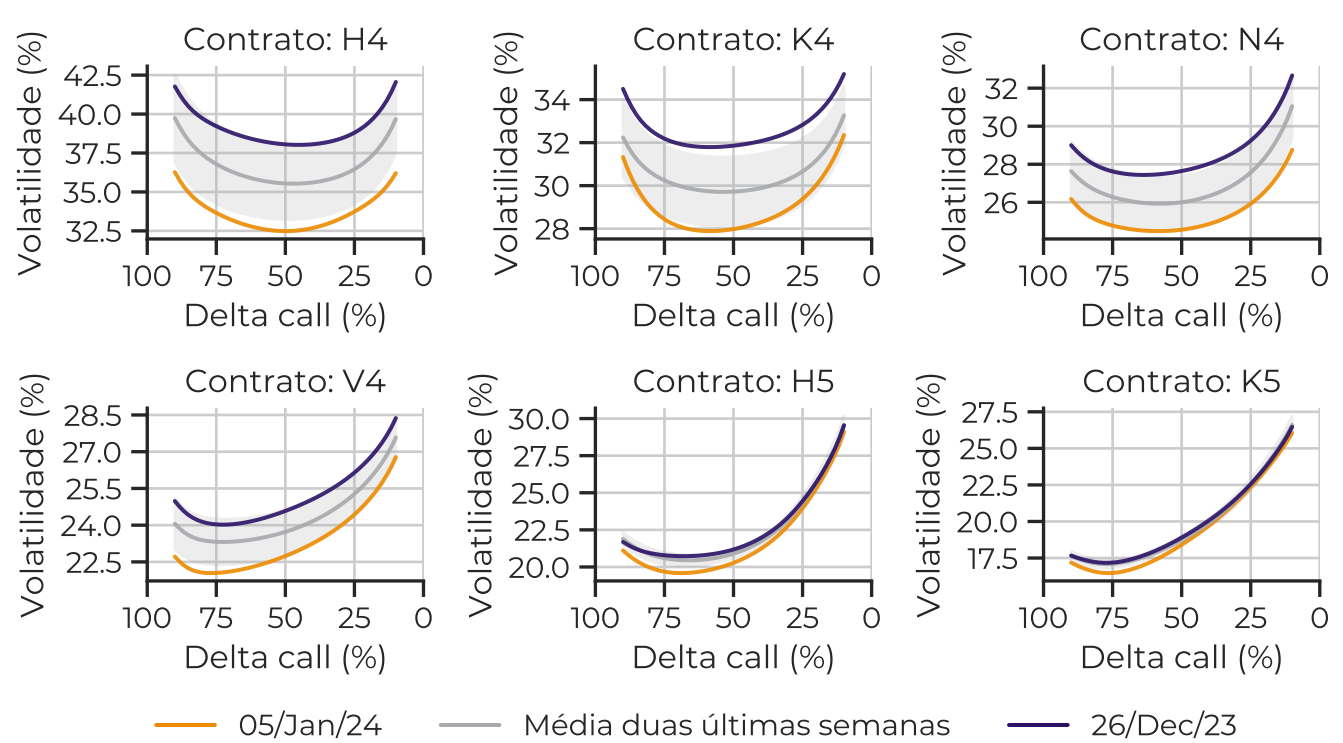 Contrato: H4
Volatilidade (%)
42.5
40.0
37.5
35.0
32.5
100 75 50 25 0
Delta call (%)
Contrato: K4
Volatilidade (%)
34
32
30
28
100 75 50 25 0
Delta call (%)
Contrato: N4
Volatilidade (%)
32
30
28
26
100 75 50 25 0
Delta call (%)
Contrato: V4
Volatilidade (%)
28.5
27.0
25.5
24.0
22.5
100 75 50 25 0
Delta call (%)
Contrato: H5
Volatilidade (%)
30.0
27.5
25.0
22.5
20.0
100 75 50 25 0
Delta call (%)
Contrato: K5
Volatilidade (%)
27.5
25.0
22.5
20.0
17.5
100 75 50 25 0
Delta call (%)
05/Jan/24 Média duas últimas semanas 26/Dec/23